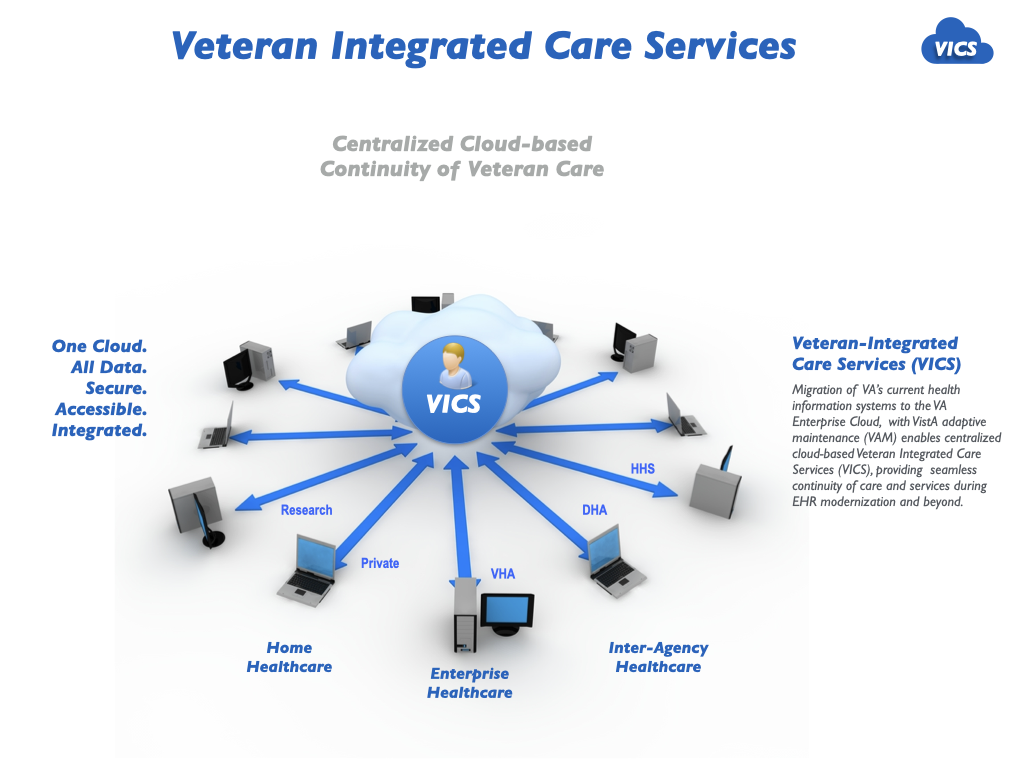 Veteran Integrated Care Services
VICS
Centralized Cloud-based
Continuity of Veteran Care
One Cloud.
All Data.
Secure.
Accessible.
Integrated.
VICS
Veteran-Integrated
Care Services (VICS)
Migration of VA's current health
information systems to the VA
Enterprise Cloud, with VistA adaptive
maintenance (VAM) enables centralized
cloud-based Veteran Integrated Care
Services (VICS), providing seamless
continuity of care and services during
EHR modernization and beyond.
HHS
Research
DHA
Private
VHA
Home
Healthcare
Enterprise
Healthcare
Inter-Agency
Healthcare